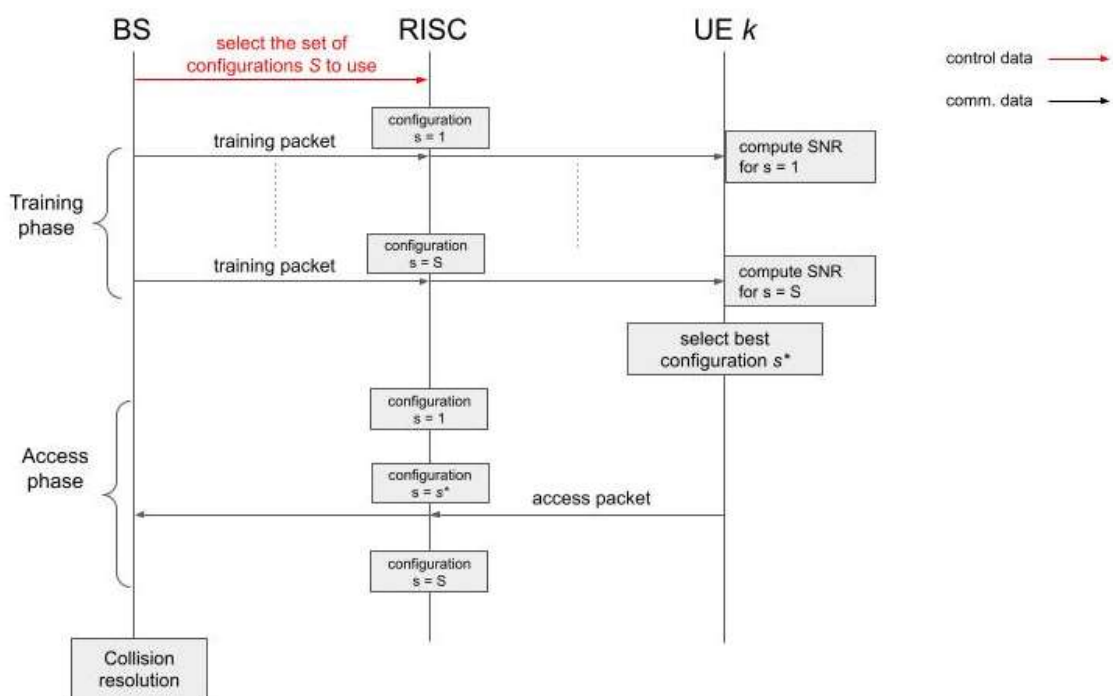 BS
RISC
UE k
select the set of
configurations S to use
control data
comm. data
configuration
s = 1
training packet
compute SNR
for s = 1
Training
phase
configuration
s = S
training packet
compute SNR
for s = S
select best
configuration s*
configuration
s = 1
Access
phase
configuration
s = s*
access packet
configuration
s = S
Collision
resolution